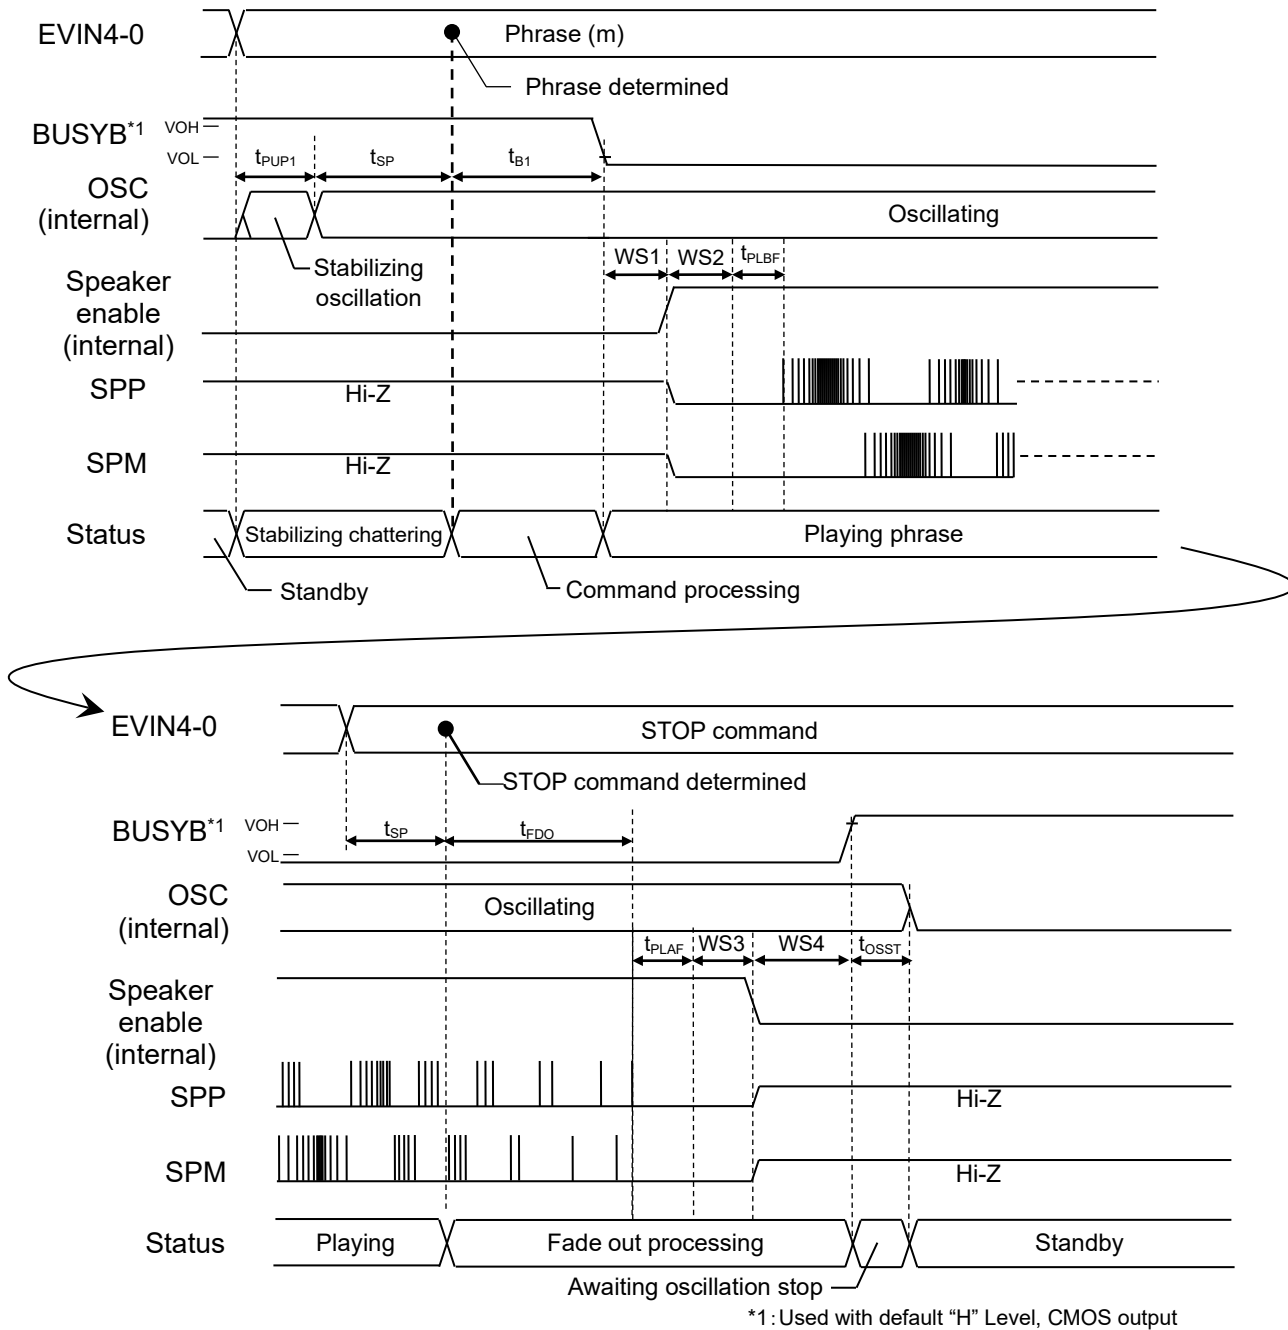 EVIN4-0
Phrase (m)
Phrase determined
BUSYB*1
VOH
VOL
tPUP1
tSP
tB1
OSC
(internal)
Oscillating
Stabilizing
oscillation
WS1
WS2
tPLBF
Speaker
enable
(internal)
SPP
Hi-Z
SPM
Hi-Z
Status
Stabilizing chattering
Playing phrase
Standby
Command processing
EVIN4-0
STOP command
STOP command determined
BUSYB*1
VOH
VOL
tSP
tFDO
OSC
(internal)
Oscillating
tPLAF
WS3
WS4
tOSST
Speaker
enable
(internal)
SPP
Hi-Z
SPM
Hi-Z
Status
Playing
Fade out processing
Standby
Awaiting oscillation stop
*1:Used with default “H” Level, CMOS output